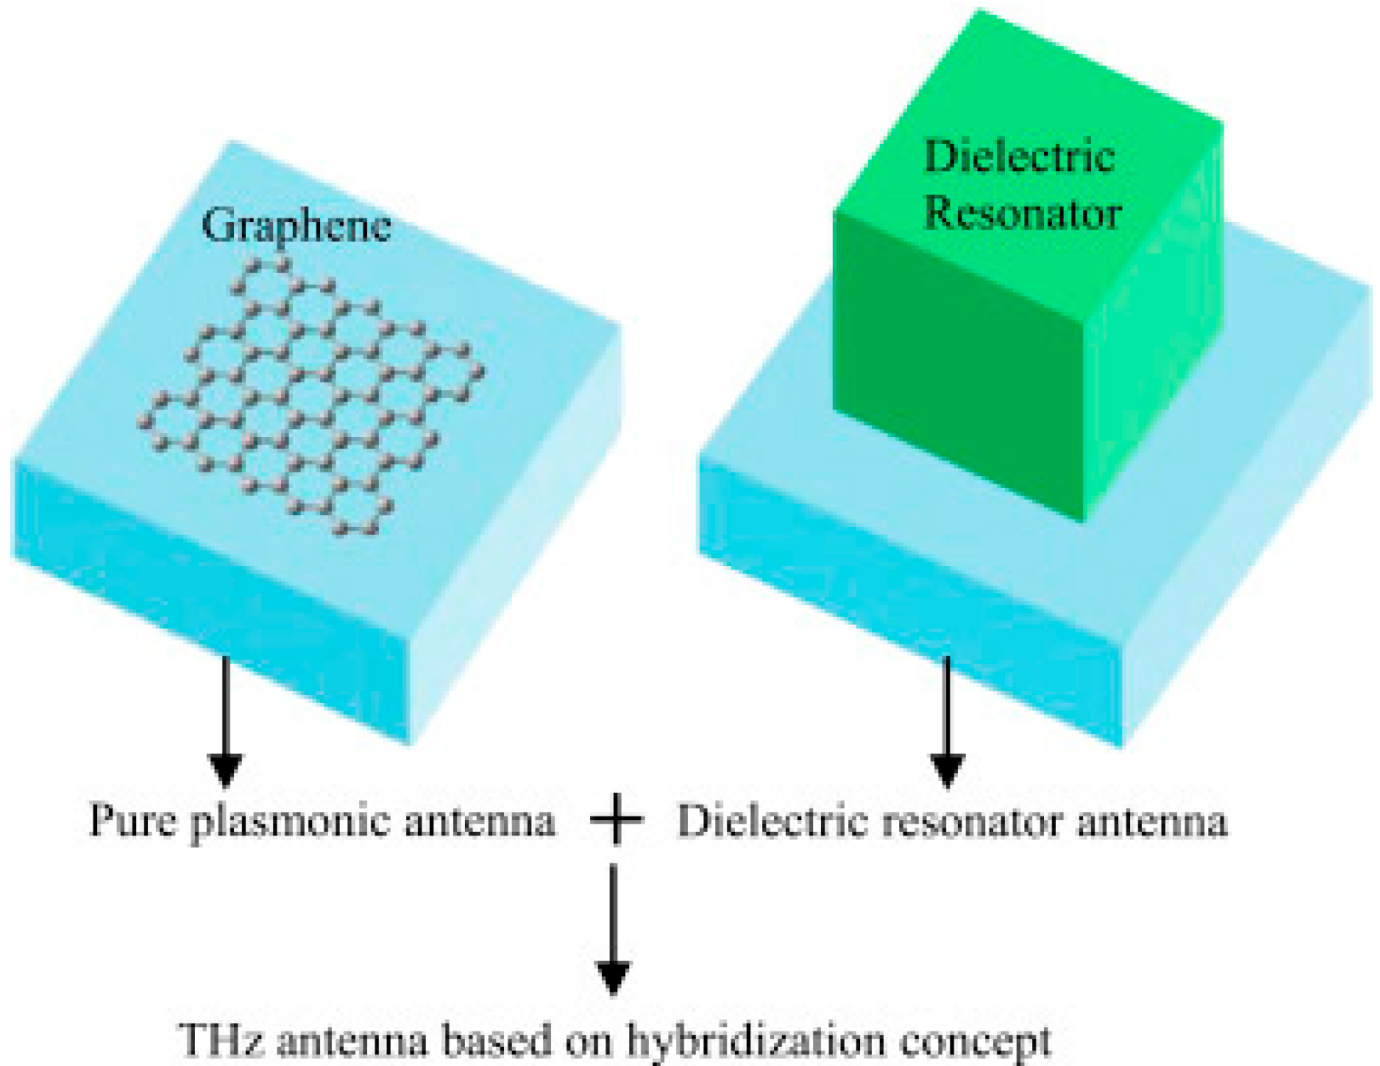 Graphene
Dielectric
Resonator
Pure plasmonic antenna + Dielectric resonator antenna
THz antenna based on hybridization concept